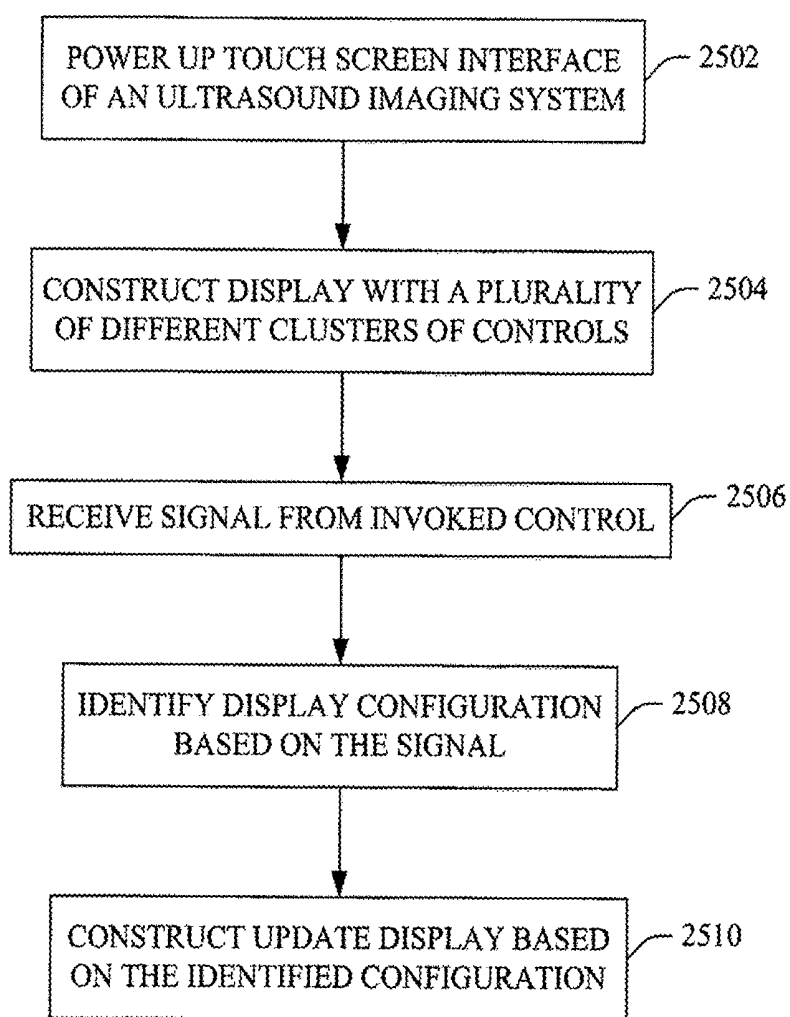 POWER UP TOUCH SCREEN INTERFACE
OF AN ULTRASOUND IMAGING SYSTEM
2502
CONSTRUCT DISPLAY WITH A PLURALITY
OF DIFFERENT CLUSTERS OF CONTROLS
2504
RECEIVE SIGNAL FROM INVOKED CONTROL
2506
IDENTIFY DISPLAY CONFIGURATION
BASED ON THE SIGNAL
2508
CONSTRUCT UPDATE DISPLAY BASED
ON THE IDENTIFIED CONFIGURATION
2510